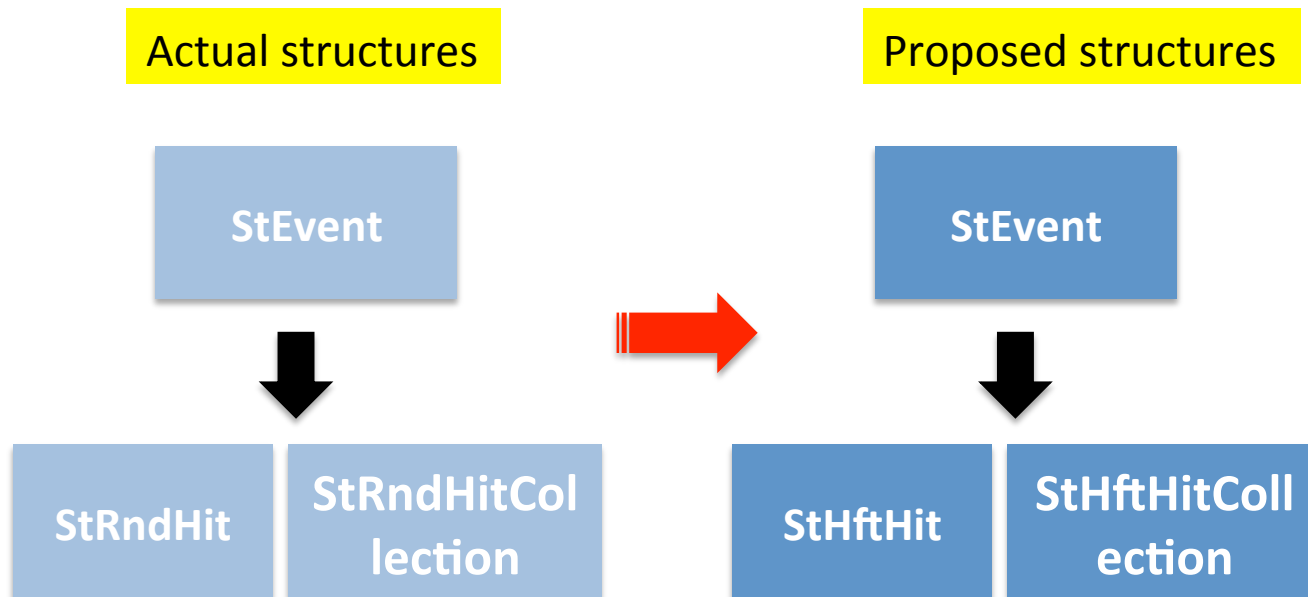 Actual structures
Proposed structures
StEvent
StEvent
StRndHit
StRndHitCol
lection
StHftHit
StHftHitColl
ection